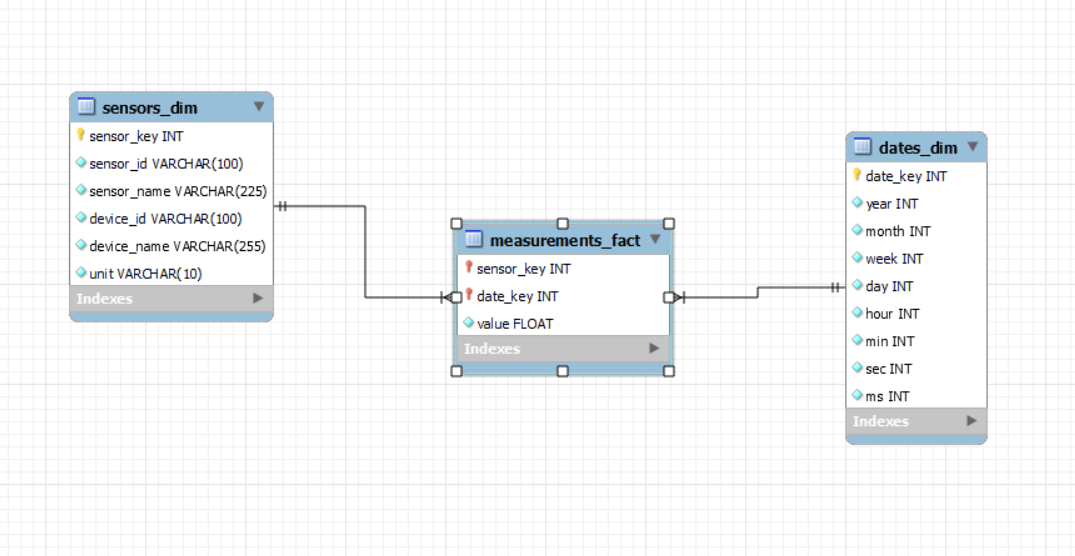 sensors_dim
sensor_key INT
sensor_id VARCHAR(100)
sensor_name VARCHAR(225)
device_id VARCHAR(100)
device_name VARCHAR(255)
unit VARCHAR(10)
Indexes
measurements_fact
sensor_key INT
date_key INT
value FLOAT
Indexes
dates_dim
date_key INT
year INT
month INT
week INT
day INT
hour INT
min INT
sec INT
ms INT
Indexes